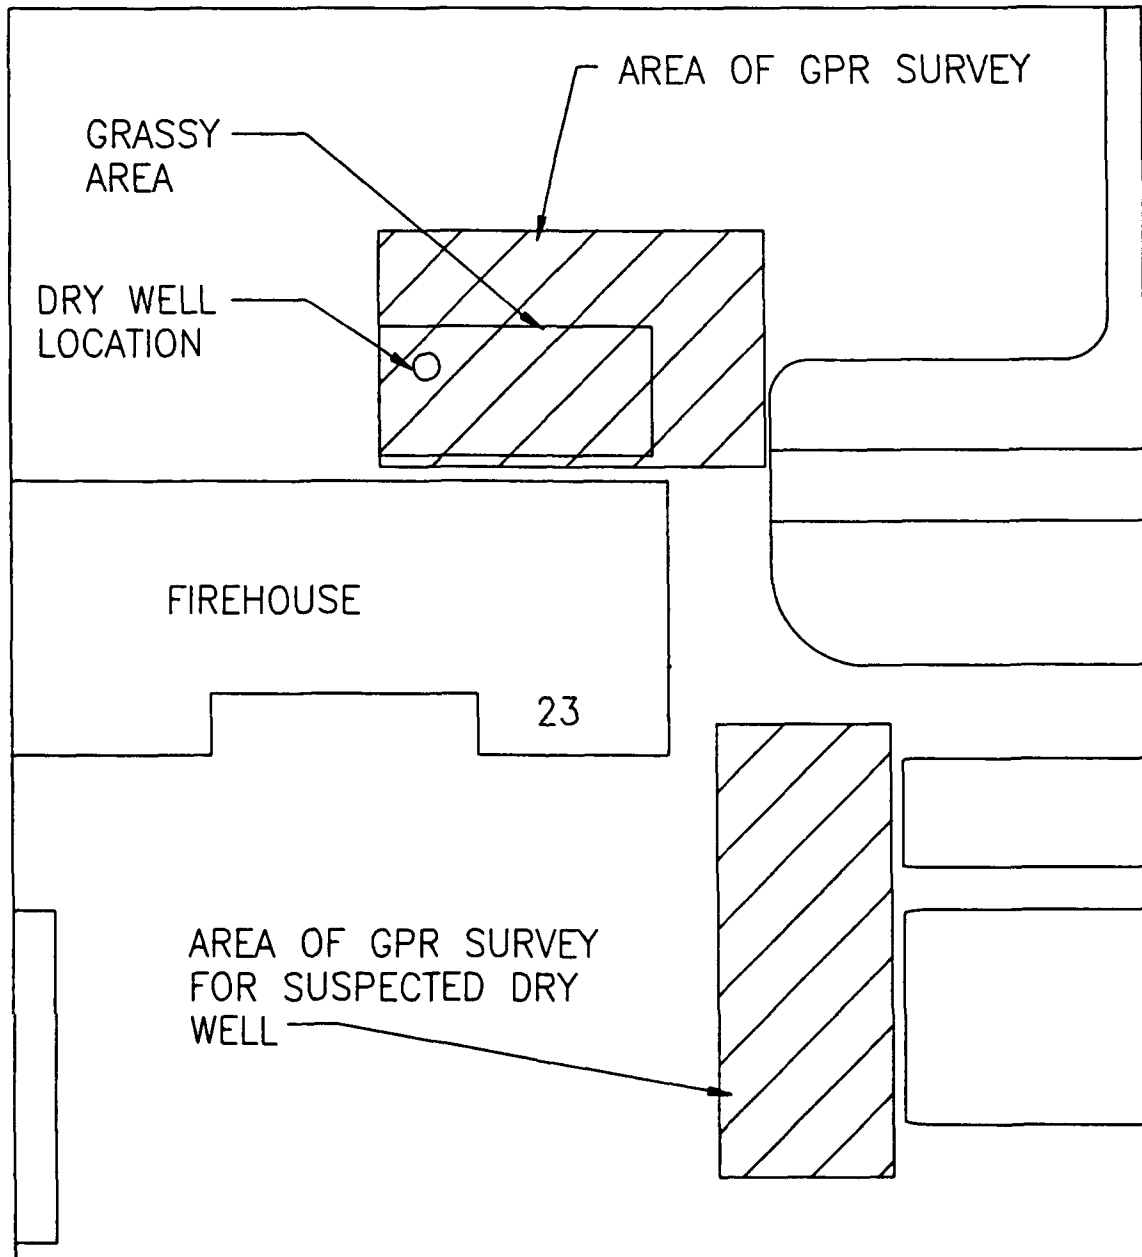 AREA OF GPR SURVEY
GRASSY
AREA
DRY WELL
LOCATION
FIREHOUSE
23
AREA OF GPR SURVEY
FOR SUSPECTED DRY
WELL